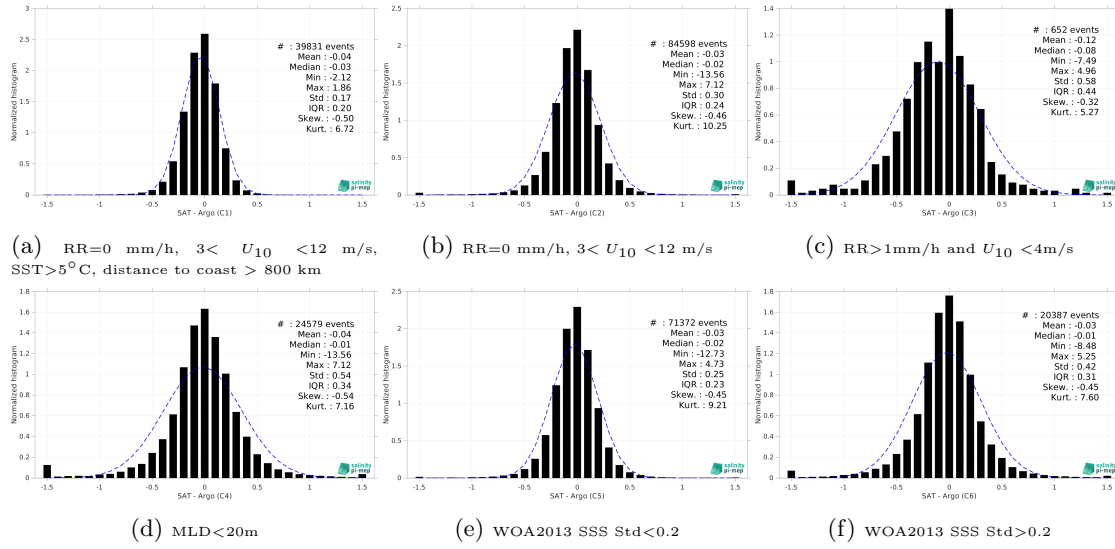 3
2.5
2
1.5
1
0.5
0
-1.5 -1 -0.5 0 0.5 1 1.5
Normalized histogram
SAT - Argo (C1)
# : 39831 events
Mean : -0.04
Median : -0.03
Min : -2.12
Max : 1.86
Std : 0.17
IQR : 0.20
Skew. : -0.50
Kurt. : 6.72
salinity
pi-mep
(a) RR=0 mm/h, 3< U10 <12 m/s,
SST>5°C, distance to coast > 800 km
2.5
2
1.5
1
0.5
0
-1.5 -1 -0.5 0 0.5 1 1.5
Normalized histogram
SAT - Argo (C2)
# : 84598 events
Mean : -0.03
Median : -0.02
Min : -13.56
Max : 7.12
Std : 0.30
IQR : 0.24
Skew. : -0.46
Kurt. : 10.25
salinity
pi-mep
(b) RR=0 mm/h, 3< U10 <12 m/s
1.4
1.2
1
0.8
0.6
0.4
0.2
0
-1.5 -1 -0.5 0 0.5 1 1.5
Normalized histogram
SAT - Argo (C3)
# : 652 events
Mean : -0.12
Median : -0.08
Min : -7.49
Max : 4.96
Std : 0.58
IQR : 0.44
Skew. : -0.32
Kurt. : 5.27
salinity
pi-mep
(c) RR>1mm/h and U10 <4m/s
1.8
1.6
1.4
1.2
1
0.8
0.6
0.4
0.2
0
-1.5 -1 -0.5 0 0.5 1 1.5
Normalized histogram
SAT - Argo (C4)
# : 24579 events
Mean : -0.04
Median : -0.01
Min : -13.56
Max : 7.12
Std : 0.54
IQR : 0.34
Skew. : -0.54
Kurt. : 7.16
salinity
pi-mep
(d) MLD<20m
2.5
2
1.5
1
0.5
0
-1.5 -1 -0.5 0 0.5 1 1.5
Normalized histogram
SAT - Argo (C5)
# : 71372 events
Mean : -0.03
Median : -0.02
Min : -12.73
Max : 4.73
Std : 0.25
IQR : 0.23
Skew. : -0.45
Kurt. : 9.21
salinity
pi-mep
(e) WOA2013 SSS Std<0.2
1.8
1.6
1.4
1.2
1
0.8
0.6
0.4
0.2
0
-1.5 -1 -0.5 0 0.5 1 1.5
Normalized histogram
SAT - Argo (C6)
# : 20387 events
Mean : -0.03
Median : -0.01
Min : -8.48
Max : 5.25
Std : 0.42
IQR : 0.31
Skew. : -0.45
Kurt. : 7.60
salinity
pi-mep
(f) WOA2013 SSS Std>0.2